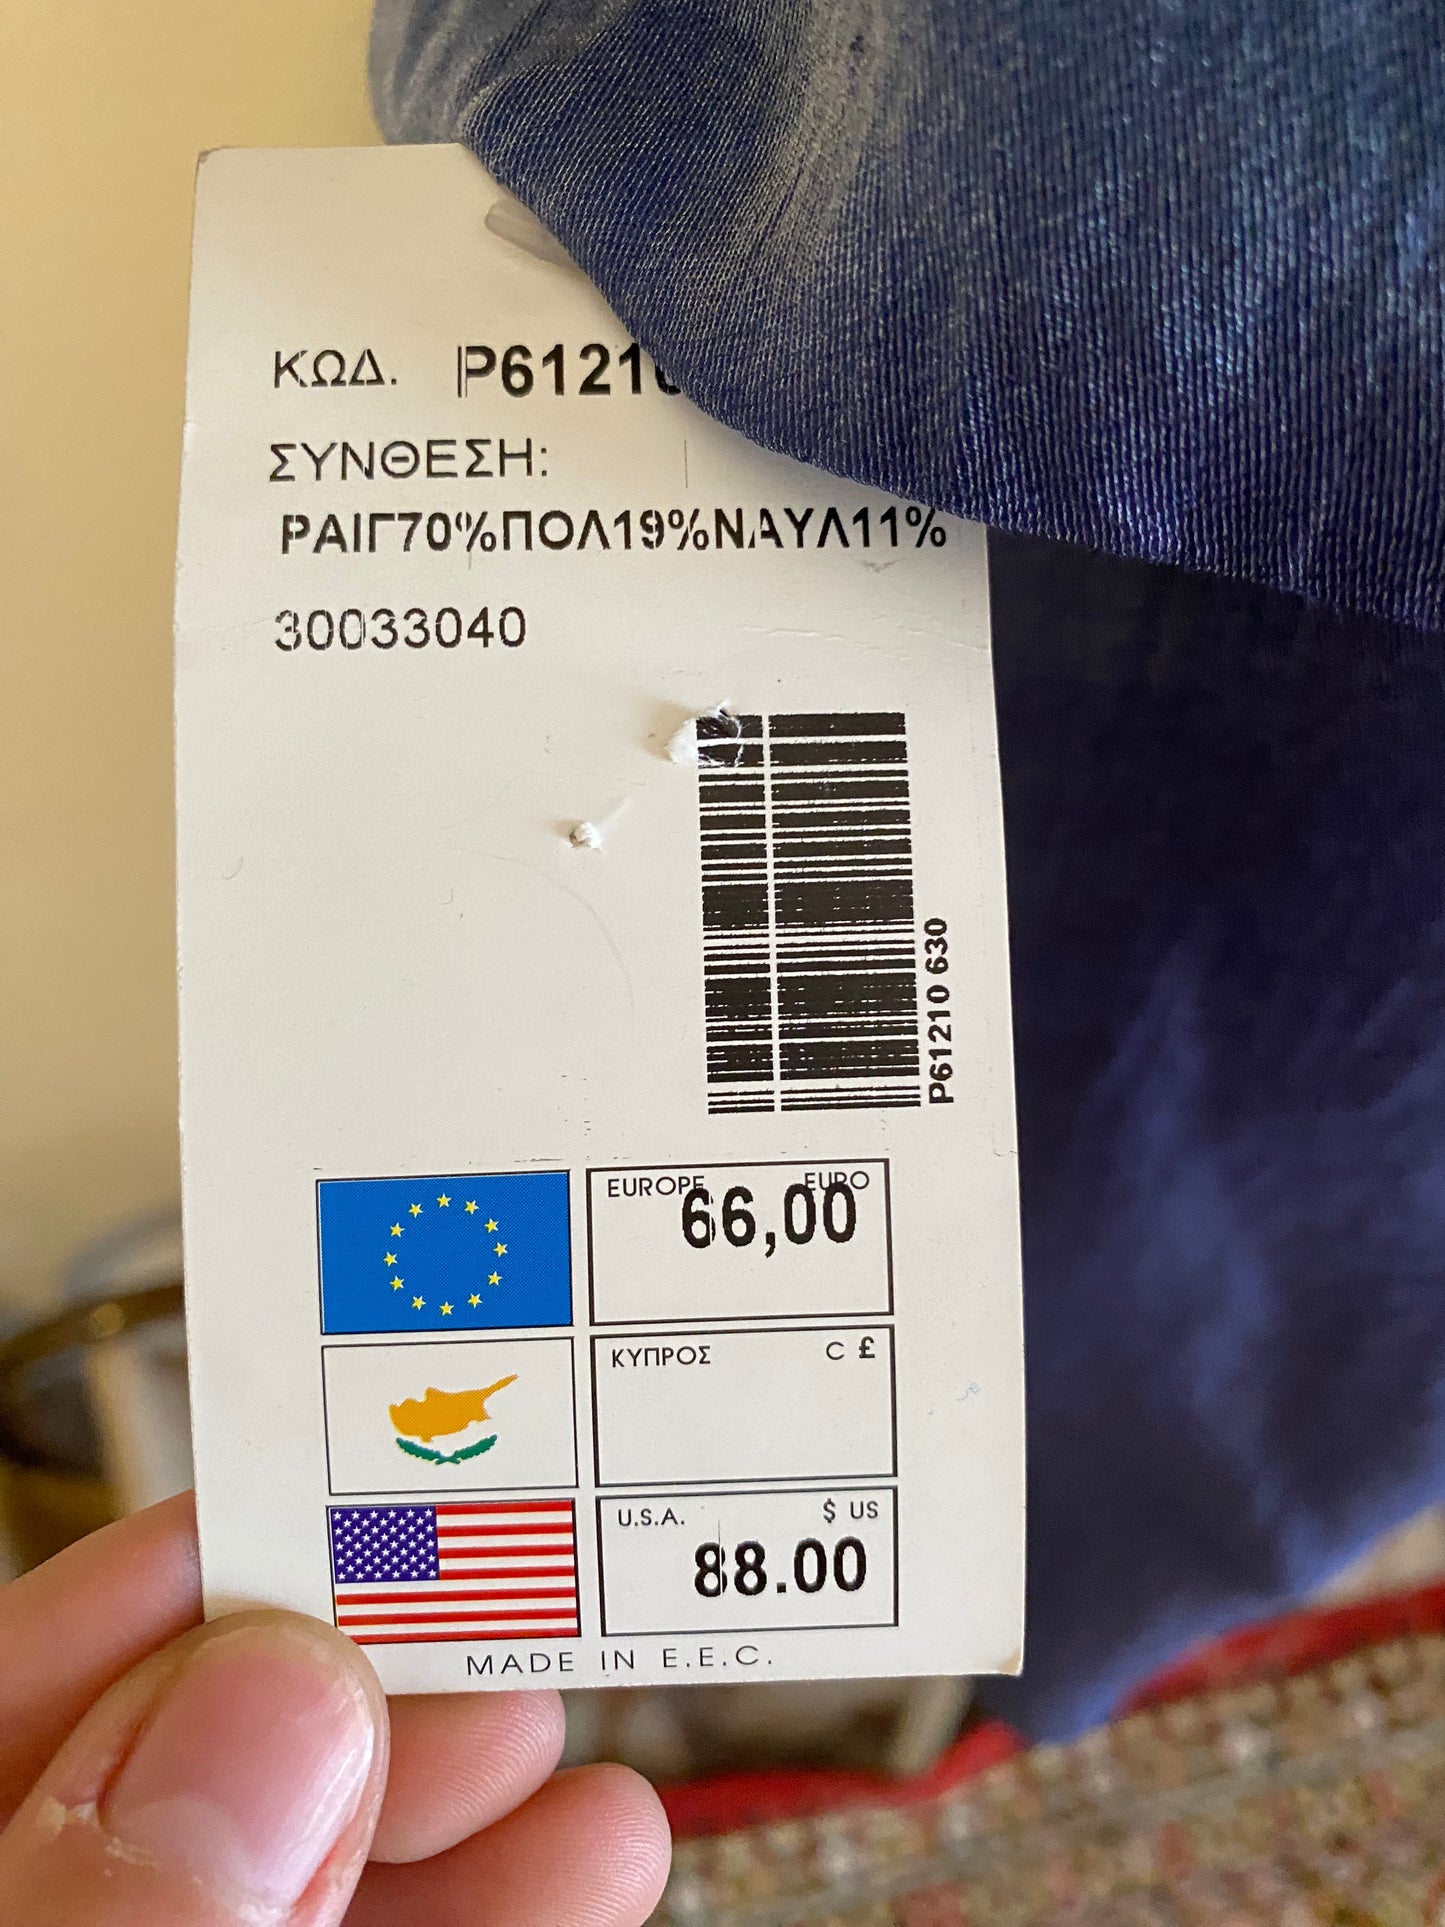 ΚΩΔ. P61210
ΣΥΝΘΕΣΗ:
ΡΑΙΓ70%ΠΟΛ19%ΝΑΥΛ11%
30033040
P61210 630
EUROPE EURO
66,00
ΚΥΠΡΟΣ C £
U.S.A. $ US
88.00
MADE IN E.E.C.